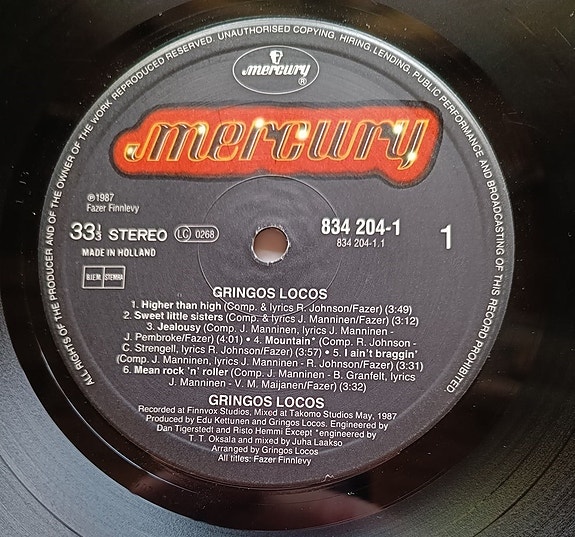 ALL RIGHTS OF THE PRODUCER AND OF THE OWNER OF THE WORK REPRODUCED RESERVED. UNAUTHORISED COPYING, HIRING, LENDING, PUBLIC PERFORMANCE AND BROADCASTING OF THIS RECORD PROHIBITED
mercury
®
mercury
℗1987
Fazer Finnlevy
33⅓ STEREO LC 0268
MADE IN HOLLAND
B.I.E.M. STEMRA
834 204-1
834 204-1.1
1
GRINGOS LOCOS
1. Higher than high (Comp. & lyrics R. Johnson/Fazer) (3:49)
2. Sweet little sisters (Comp. & lyrics J. Manninen/Fazer) (3:12)
3. Jealousy (Comp. J. Manninen, lyrics J. Manninen -
J. Pembroke/Fazer) (4:01) • 4. Mountain* (Comp. R. Johnson -
C. Strengell, lyrics R. Johnson/Fazer) (3:57) • 5. I ain't braggin'
(Comp. J. Manninen, lyrics J. Manninen - R. Johnson/Fazer) (3:31)
6. Mean rock 'n' roller (Comp. J. Manninen - B. Granfelt, lyrics
J. Manninen - V. M. Maijanen/Fazer) (3:32)
GRINGOS LOCOS
Recorded at Finnvox Studios, Mixed at Takomo Studios May, 1987
Produced by Edu Kettunen and Gringos Locos. Engineered by
Dan Tigerstedt and Risto Hemmi Except *engineered by
T. T. Oksala and mixed by Juha Laakso
Arranged by Gringos Locos
All titles: Fazer Finnlevy